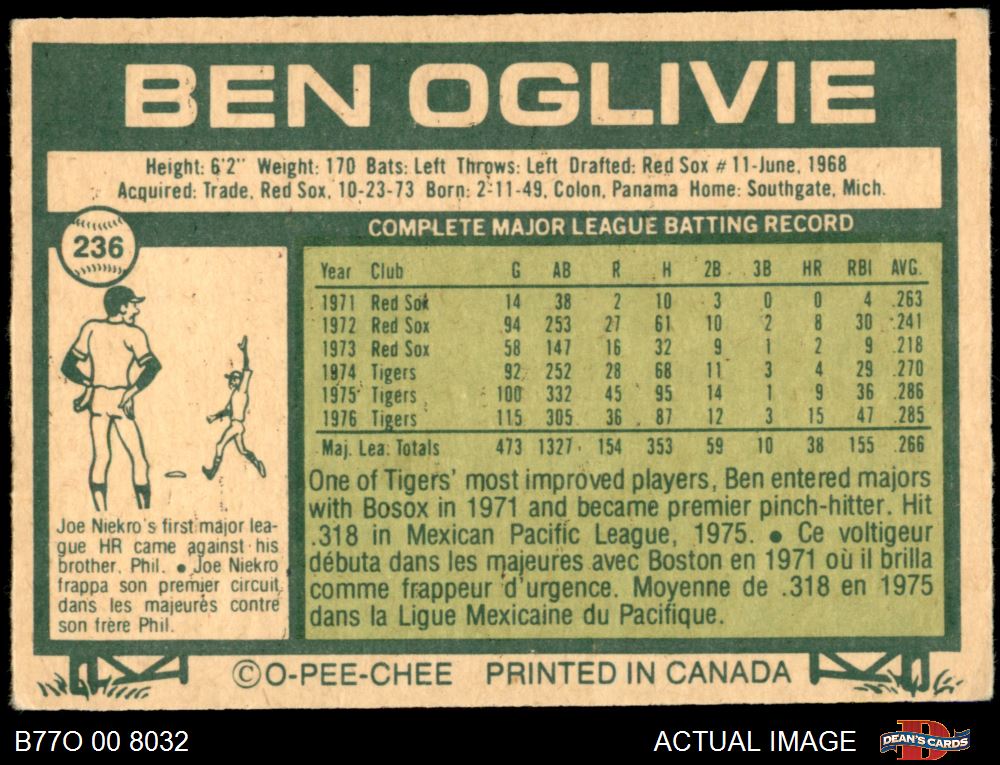 BEN OGLIVIE
Height: 6'2" Weight: 170 Bats: Left Throws: Left Drafted: Red Sox #11-June, 1968
Acquired: Trade, Red Sox, 10-23-73 Born: 2-11-49, Colon, Panama Home: Southgate, Mich.
236
COMPLETE MAJOR LEAGUE BATTING RECORD
Year Club G AB R H 2B 3B HR RBI AVG.
1971 Red Sox 14 38 2 10 3 0 0 4 .263
1972 Red Sox 94 253 27 61 10 2 8 30 .241
1973 Red Sox 58 147 16 32 9 1 2 9 .218
1974 Tigers 92 252 28 68 11 3 4 29 .270
1975 Tigers 100 332 45 95 14 1 9 36 .286
1976 Tigers 115 305 36 87 12 3 15 47 .285
Maj. Lea. Totals 473 1327 154 353 59 10 38 155 .266
One of Tigers' most improved players, Ben entered majors
with Bosox in 1971 and became premier pinch-hitter. Hit
.318 in Mexican Pacific League, 1975. ● Ce voltigeur
débuta dans les majeures avec Boston en 1971 où il brilla
comme frappeur d'urgence. Moyenne de .318 en 1975
dans la Ligue Mexicaine du Pacifique.
Joe Niekro's first major lea-
gue HR came against his
brother, Phil. ● Joe Niekro
frappa son premier circuit
dans les majeures contre
son frère Phil.
©O-PEE-CHEE PRINTED IN CANADA
B77O 00 8032
ACTUAL IMAGE
DEAN'S CARDS